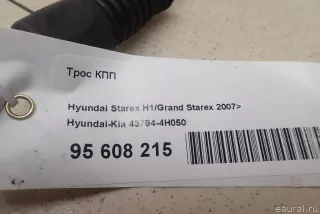 Трос КПП
Hyundai Starex H1/Grand Starex 2007>
Hyundai-Kia 43794-4H050
95 608 215
eaural.ru